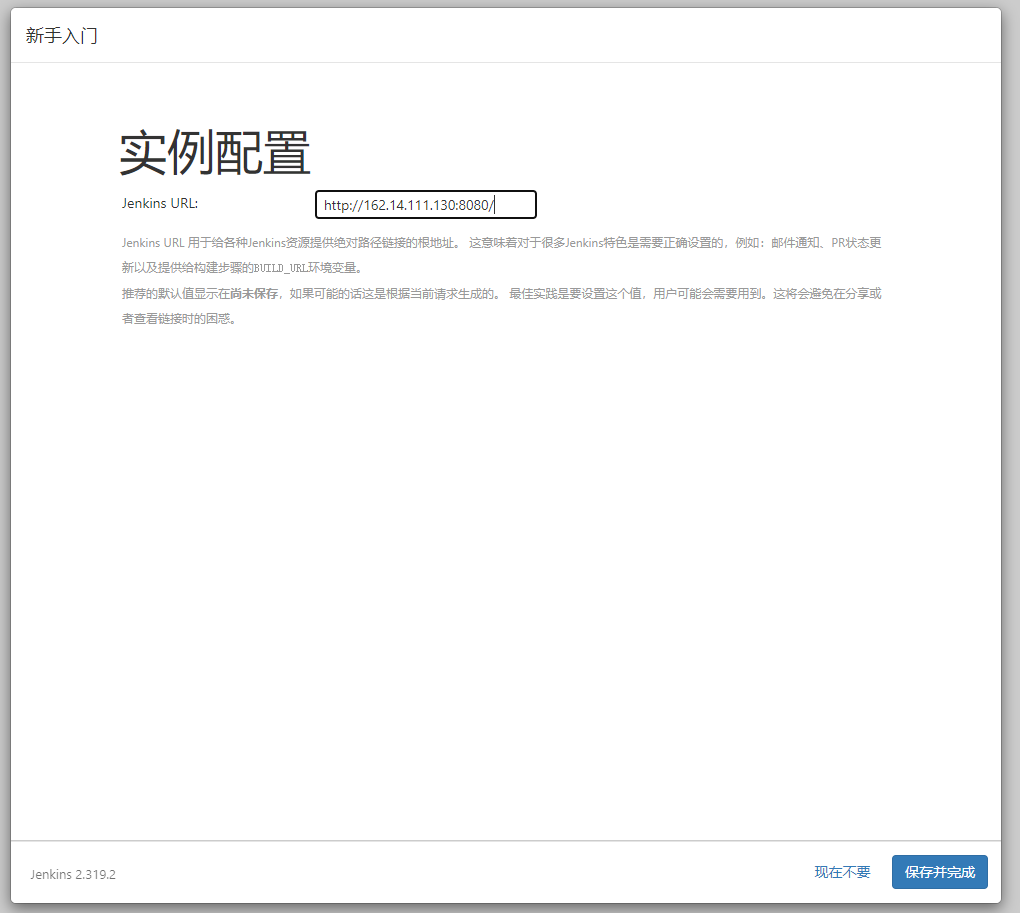 新手入门
实例配置
Jenkins URL:
http://162.14.111.130:8080/
Jenkins URL 用于给各种Jenkins资源提供绝对路径链接的根地址。 这意味着对于很多Jenkins特色是需要正确设置的，例如：邮件通知、PR状态更
新以及提供给构建步骤的BUILD_URL环境变量。
推荐的默认值显示在尚未保存，如果可能的话这是根据当前请求生成的。 最佳实践是要设置这个值，用户可能会需要用到。这将会避免在分享或
者查看链接时的困惑。
Jenkins 2.319.2
现在不要
保存并完成